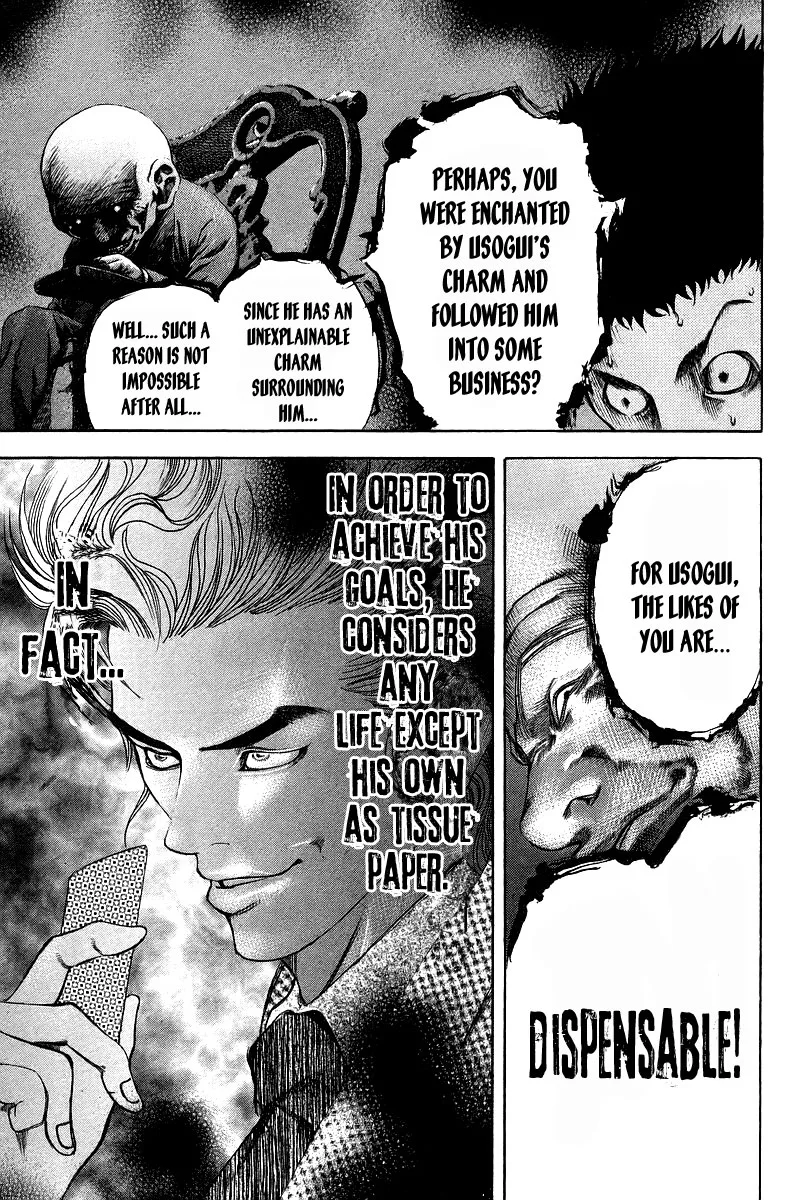 PERHAPS, YOU
WERE ENCHANTED
BY USOGUI'S
CHARM AND
FOLLOWED HIM
INTO SOME
BUSINESS?
SINCE HE HAS AN
UNEXPLAINABLE
CHARM
SURROUNDING
HIM...
WELL... SUCH A
REASON IS NOT
IMPOSSIBLE
AFTER ALL...
FOR USOGUI,
THE LIKES OF
YOU ARE...
DISPENSABLE!
IN ORDER TO
ACHIEVE HIS
GOALS, HE
CONSIDERS
ANY
LIFE EXCEPT
HIS OWN
AS TISSUE
PAPER.
IN
FACT...